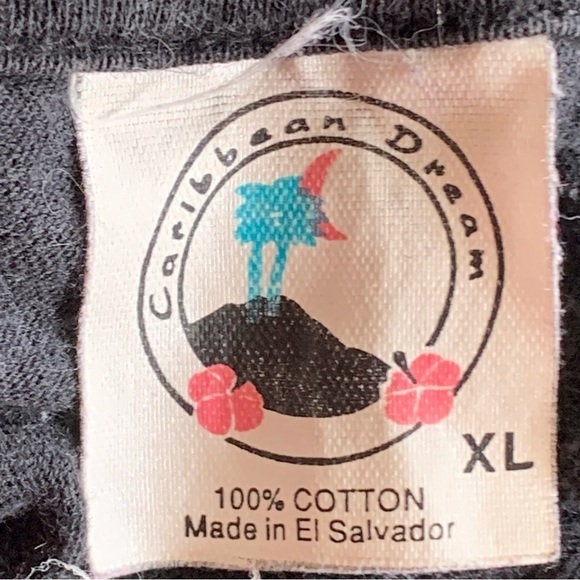 Caribbean Dream
XL
100% COTTON
Made in El Salvador